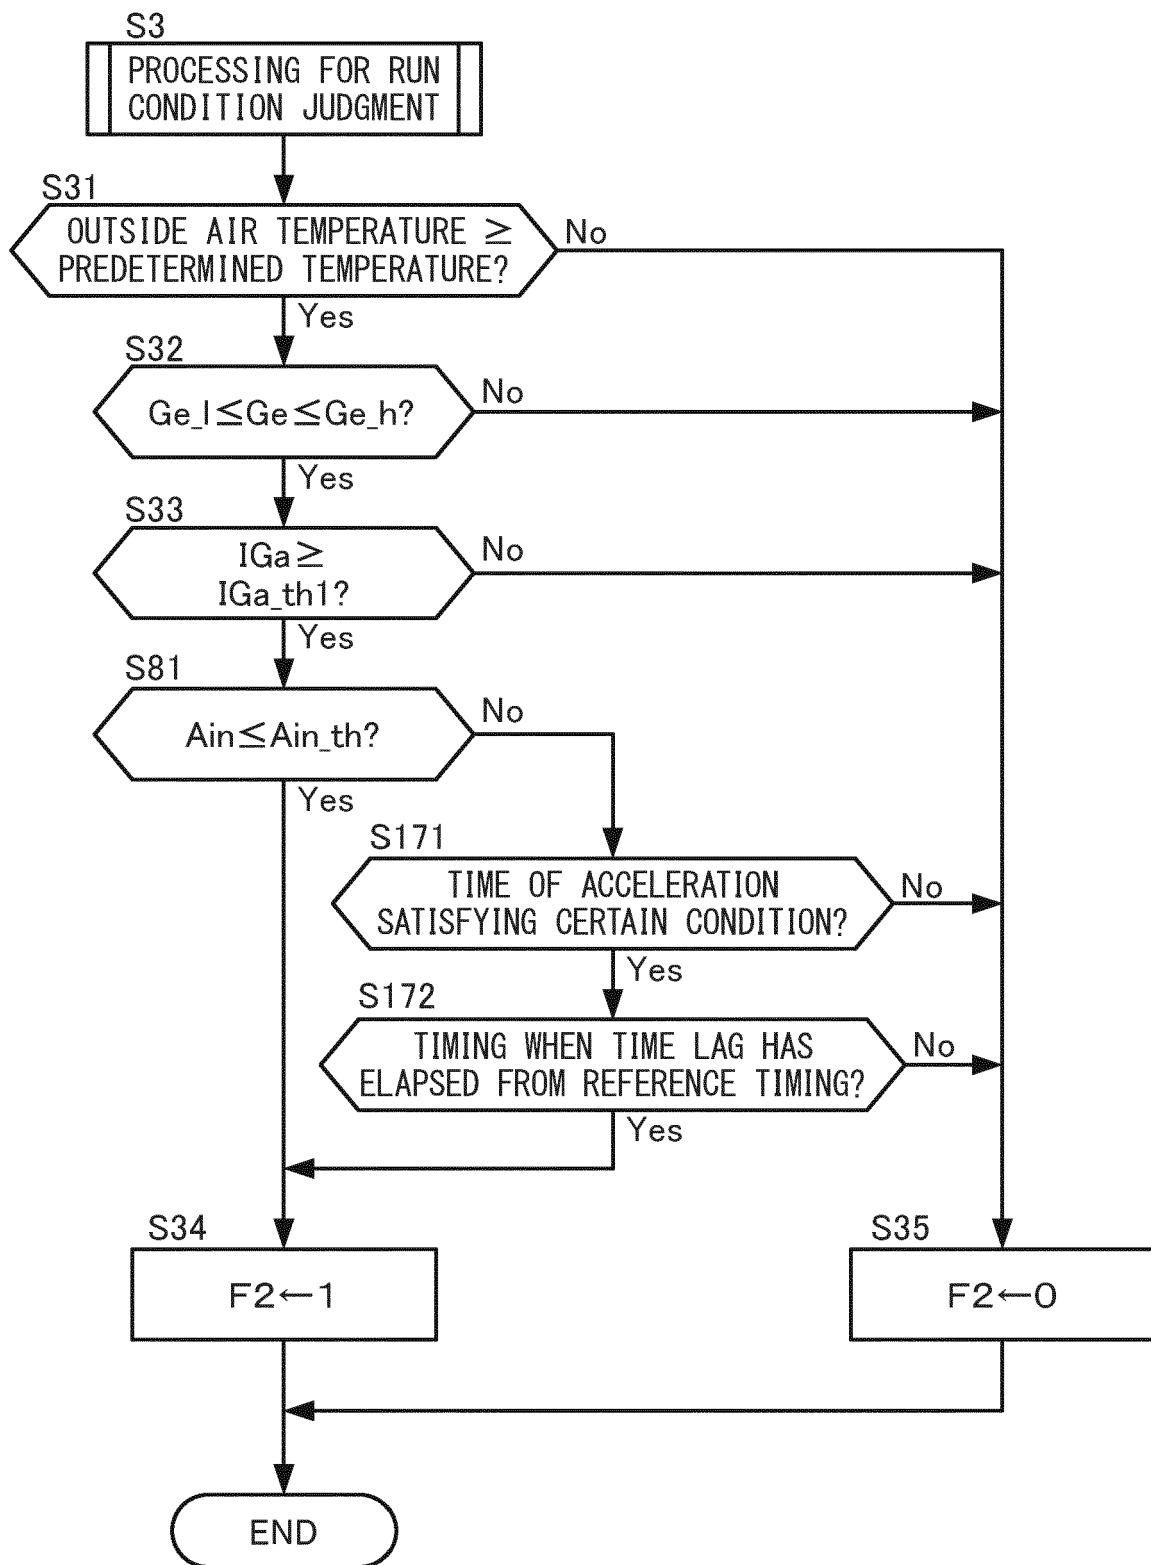 S3
PROCESSING FOR RUN
CONDITION JUDGMENT
S31
OUTSIDE AIR TEMPERATURE ≥
PREDETERMINED TEMPERATURE?
No
Yes
S32
Ge_l≤Ge≤Ge_h?
No
Yes
S33
IGa≥
IGa_th1?
No
Yes
S81
Ain≤Ain_th?
No
Yes
S171
TIME OF ACCELERATION
SATISFYING CERTAIN CONDITION?
No
Yes
S172
TIMING WHEN TIME LAG HAS
ELAPSED FROM REFERENCE TIMING?
No
Yes
S34
F2←1
S35
F2←0
END